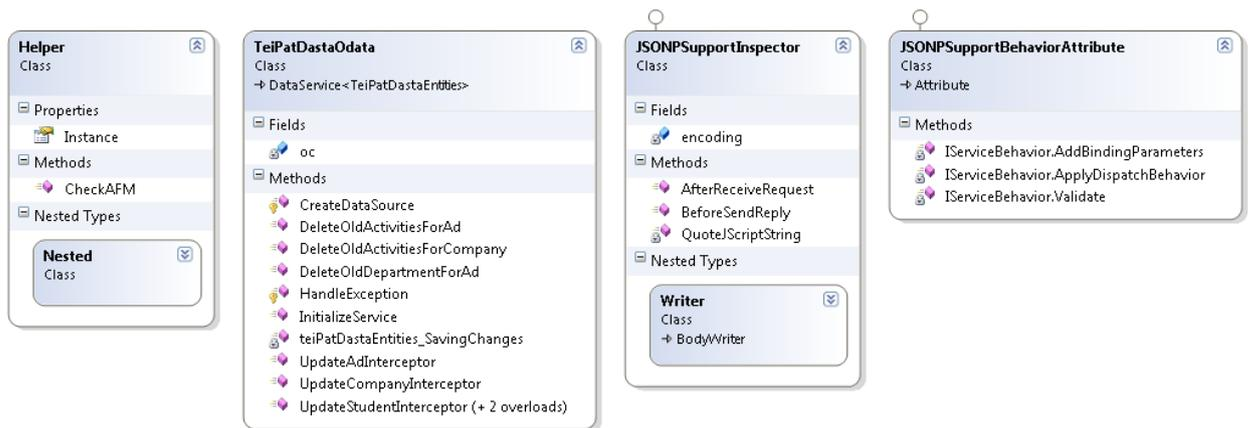 Helper
Class
Properties
Instance
Methods
CheckAFM
Nested Types
Nested
Class
TeiPatDastaOdata
Class
DataService<TeiPatDastaEntities>
Fields
oc
Methods
CreateDataSource
DeleteOldActivitiesForAd
DeleteOldActivitiesForCompany
DeleteOldDepartmentForAd
HandleException
InitializeService
teiPatDastaEntities_SavingChanges
UpdateAdInterceptor
UpdateCompanyInterceptor
UpdateStudentInterceptor (+ 2 overloads)
JSONPSupportInspector
Class
Fields
encoding
Methods
AfterReceiveRequest
BeforeSendReply
QuoteJScriptString
Nested Types
Writer
Class
BodyWriter
JSONPSupportBehaviorAttribute
Class
Attribute
Methods
IServiceBehavior.AddBindingParameters
IServiceBehavior.ApplyDispatchBehavior
IServiceBehavior.Validate